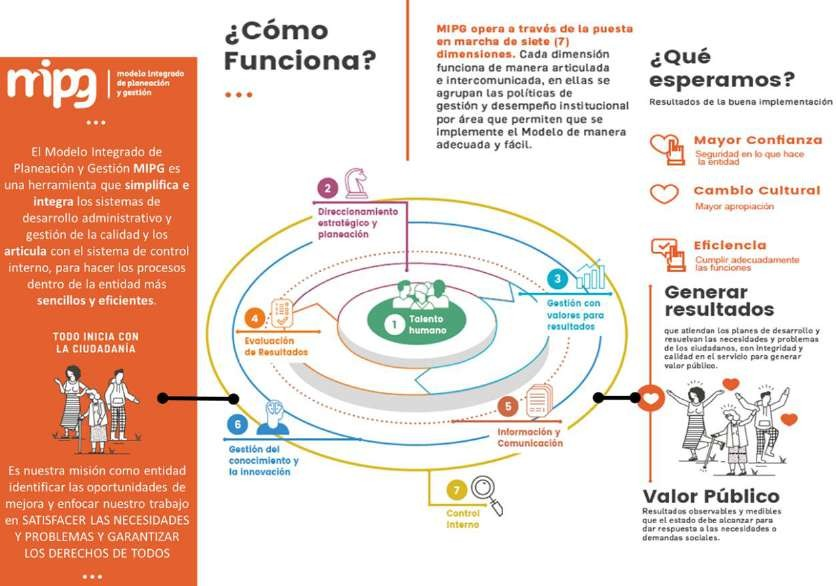 mipg
modelo integrado
de planeación
y gestión
El Modelo Integrado de
Planeación y Gestión MIPG es
una herramienta que simplifica e
integra los sistemas de
desarrollo administrativo y
gestión de la calidad y los
articula con el sistema de control
interno, para hacer los procesos
dentro de la entidad más
sencillos y eficientes.
TODO INICIA CON
LA CIUDADANÍA
Es nuestra misión como entidad
identificar las oportunidades de
mejora y enfocar nuestro trabajo
en SATISFACER LAS NECESIDADES
Y PROBLEMAS Y GARANTIZAR
LOS DERECHOS DE TODOS
¿Cómo
Funciona?
MIPG opera a través de la puesta
en marcha de siete (7)
dimensiones. Cada dimensión
funciona de manera articulada
e intercomunicada, en ellas se
agrupan las políticas de
gestión y desempeño institucional
por área que permiten que se
implemente el Modelo de manera
adecuada y fácil.
1
Talento
humano
2
Direccionamiento
estratégico y
planeación
3
Gestión con
valores para
resultados
4
Evaluación
de Resultados
5
Información y
Comunicación
6
Gestión del
conocimiento y
la innovación
7
Control
Interno
¿Qué
esperamos?
Resultados de la buena implementación
Mayor Confianza
Seguridad en lo que hace
la entidad
Cambio Cultural
Mayor apropiación
Eficiencia
Cumplir adecuadamente
las funciones
Generar
resultados
que atiendan los planes de desarrollo y
resuelvan las necesidades y problemas
de los ciudadanos, con integridad y
calidad en el servicio para generar
valor público.
Valor Público
Resultados observables y medibles
que el estado debe alcanzar para
dar respuesta a las necesidades o
demandas sociales.